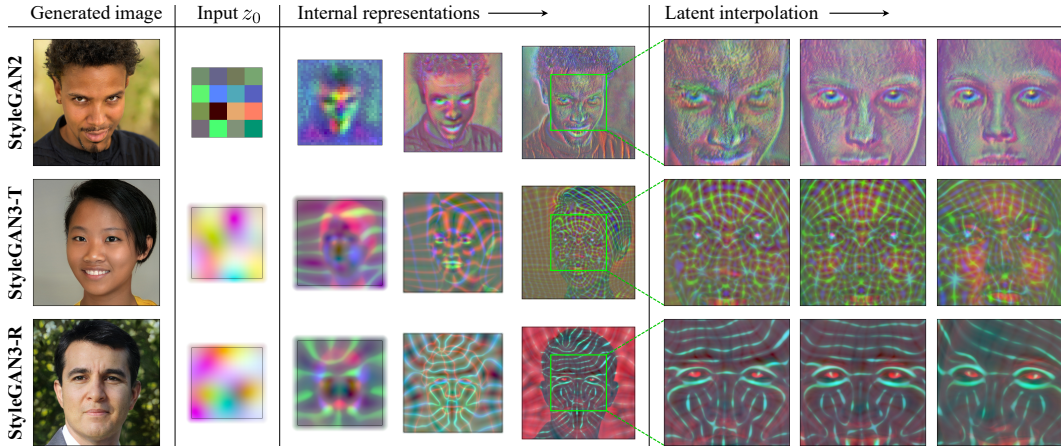 Generated image
Input z₀
Internal representations
Latent interpolation
StyleGAN2
StyleGAN3-T
StyleGAN3-R